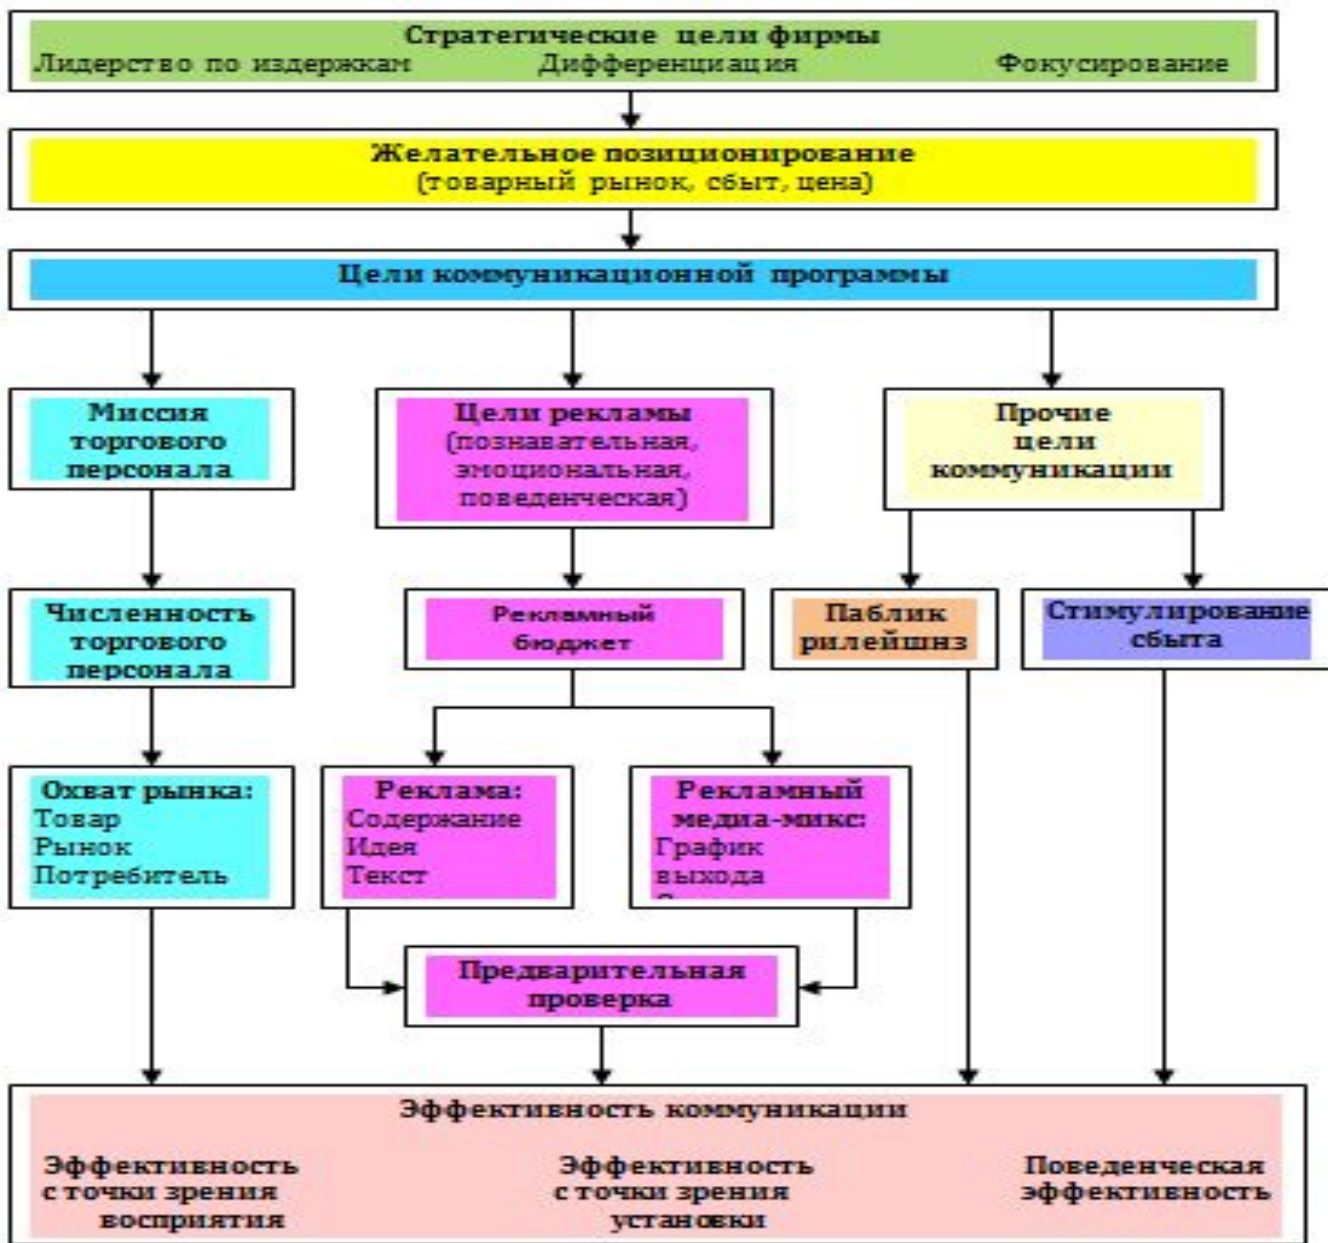 Стратегические цели фирмы
Лидерство по издержкам Дифференциация Фокусирование
Желательное позиционирование
(товарный рынок, сбыт, цена)
Цели коммуникационной программы
Миссия
торгового
персонала
Цели рекламы
(познавательная,
эмоциональная,
поведенческая)
Прочие
цели
коммуникации
Численность
торгового
персонала
Рекламный
бюджет
Паблик
рилейшнз
Стимулирование
сбыта
Охват рынка:
Товар
Рынок
Потребитель
Реклама:
Содержание
Идея
Текст
Рекламный
медиа-микс:
График
выхода
Предварительная
проверка
Эффективность коммуникации
Эффективность
с точки зрения
восприятия
Эффективность
с точки зрения
установки
Поведенческая
эффективность